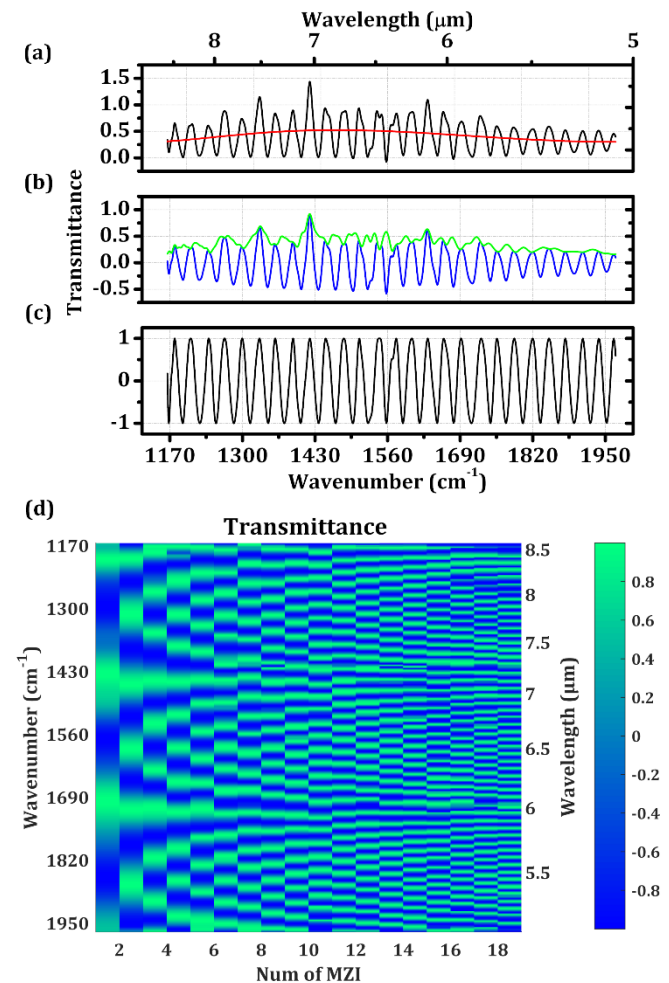 Wavelength (μm)
8 7 6 5
(a)
1.5
1.0
0.5
0.0
(b)
1.0
0.5
0.0
-0.5
Transmittance
(c)
1
0
-1
1170 1300 1430 1560 1690 1820 1950
Wavenumber (cm⁻¹)
(d)
Transmittance
1170
1300
1430
1560
1690
1820
1950
Wavenumber (cm⁻¹)
8.5
8
7.5
7
6.5
6
5.5
Wavelength (μm)
0.8
0.6
0.4
0.2
0
-0.2
-0.4
-0.6
-0.8
2 4 6 8 10 12 14 16 18
Num of MZI